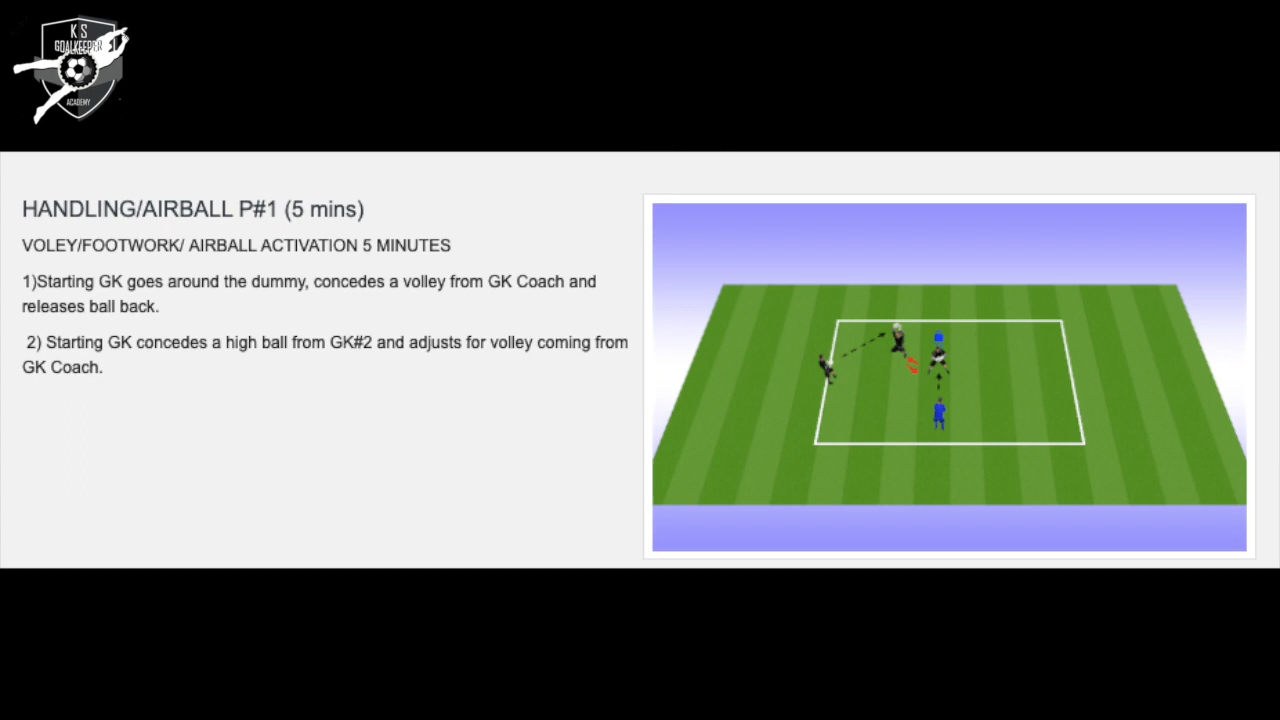 K S
GOALKEEPER
ACADEMY
HANDLING/AIRBALL P#1 (5 mins)
VOLEY/FOOTWORK/ AIRBALL ACTIVATION 5 MINUTES
1)Starting GK goes around the dummy, concedes a volley from GK Coach and
releases ball back.
2) Starting GK concedes a high ball from GK#2 and adjusts for volley coming from
GK Coach.